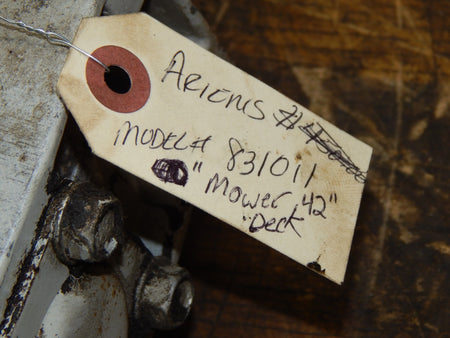 ARIENS #
MODEL# 831011
"Mower 42"
"Deck